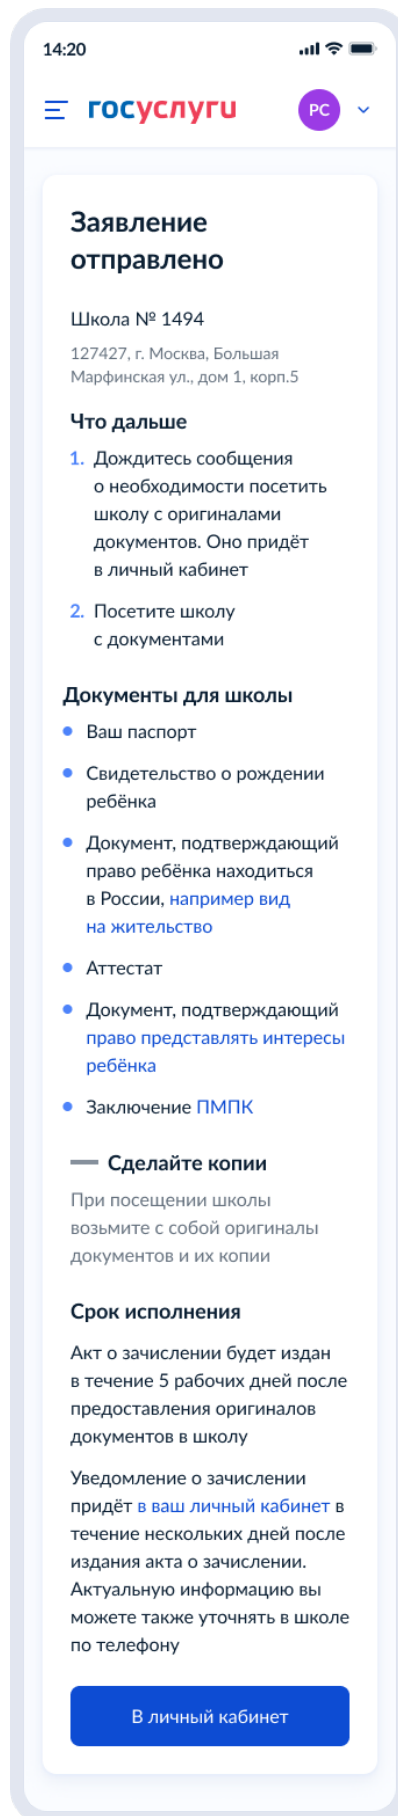 14:20
госуслуги
РС
Заявление
отправлено
Школа № 1494
127427, г. Москва, Большая
Марфинская ул., дом 1, корп.5
Что дальше
1. Дождитесь сообщения
о необходимости посетить
школу с оригиналами
документов. Оно придёт
в личный кабинет
2. Посетите школу
с документами
Документы для школы
Ваш паспорт
Свидетельство о рождении
ребёнка
Документ, подтверждающий
право ребёнка находиться
в России, например вид
на жительство
Аттестат
Документ, подтверждающий
право представлять интересы
ребёнка
Заключение ПМПК
Сделайте копии
При посещении школы
возьмите с собой оригиналы
документов и их копии
Срок исполнения
Акт о зачислении будет издан
в течение 5 рабочих дней после
предоставления оригиналов
документов в школу
Уведомление о зачислении
придёт в ваш личный кабинет в
течение нескольких дней после
издания акта о зачислении.
Актуальную информацию вы
можете также уточнять в школе
по телефону
В личный кабинет